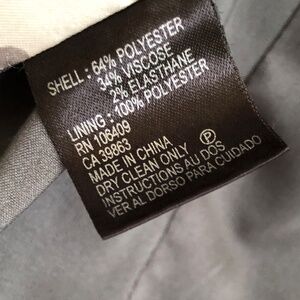 SHELL : 64% POLYESTER
34% VISCOSE
2% ELASTHANE
LINING : 100% POLYESTER
RN 106409
CA 39863
MADE IN CHINA
DRY CLEAN ONLY Ⓟ
INSTRUCTIONS AU DOS
VER AL DORSO PARA CUIDADO